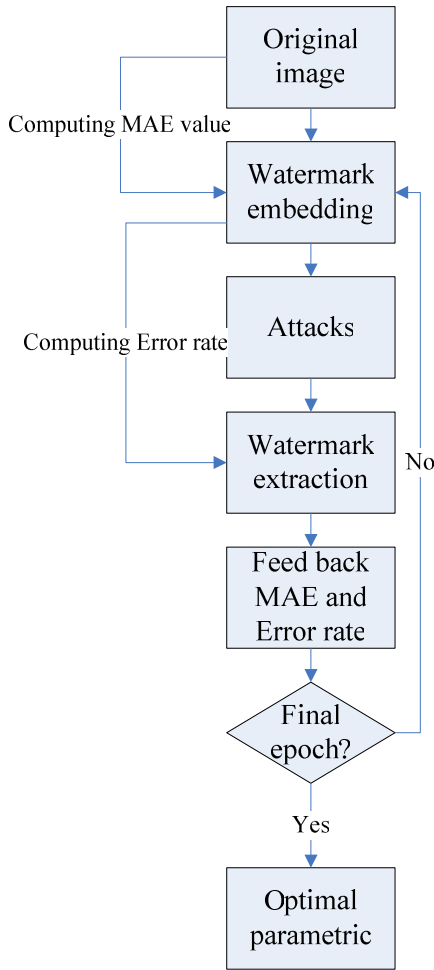 Original
image
Computing MAE value
Watermark
embedding
Attacks
Computing Error rate
Watermark
extraction
No
Feed back
MAE and
Error rate
Final
epoch?
Yes
Optimal
parametric